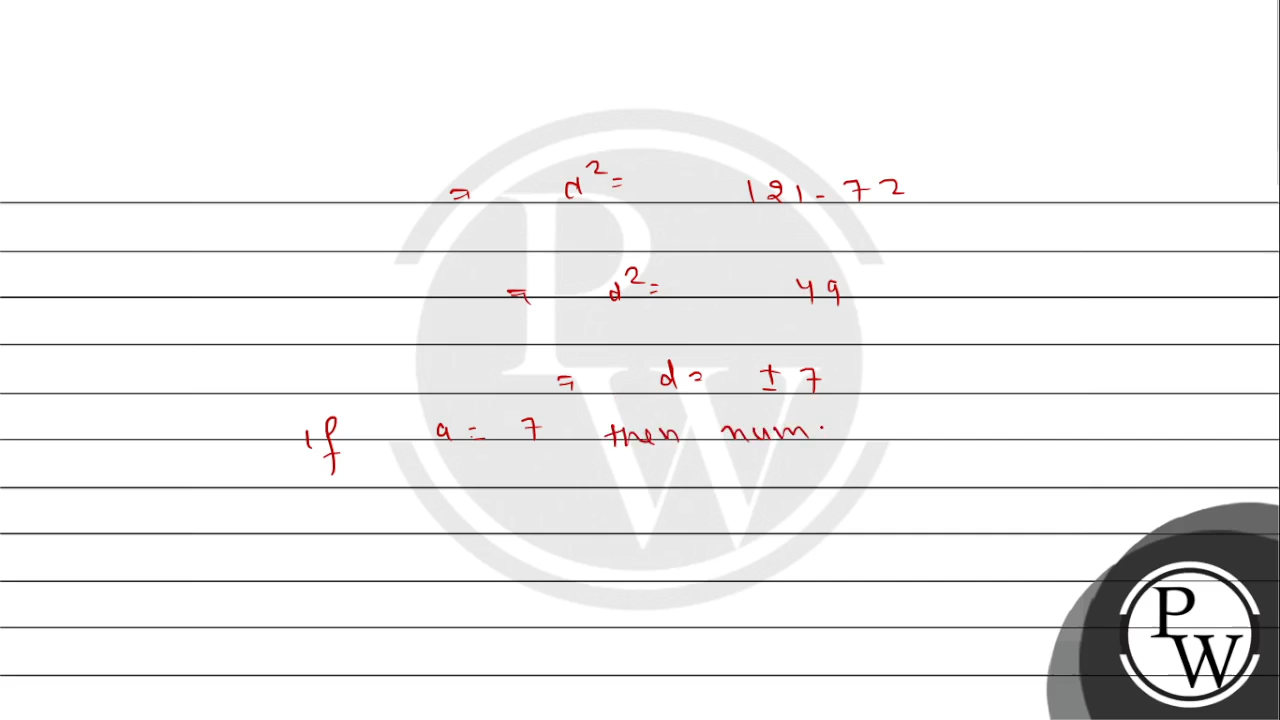 ⇒ d²= 121-72
⇒ d²= 49
⇒ d= ± 7
if a= 7 then num.
P
W
P
W